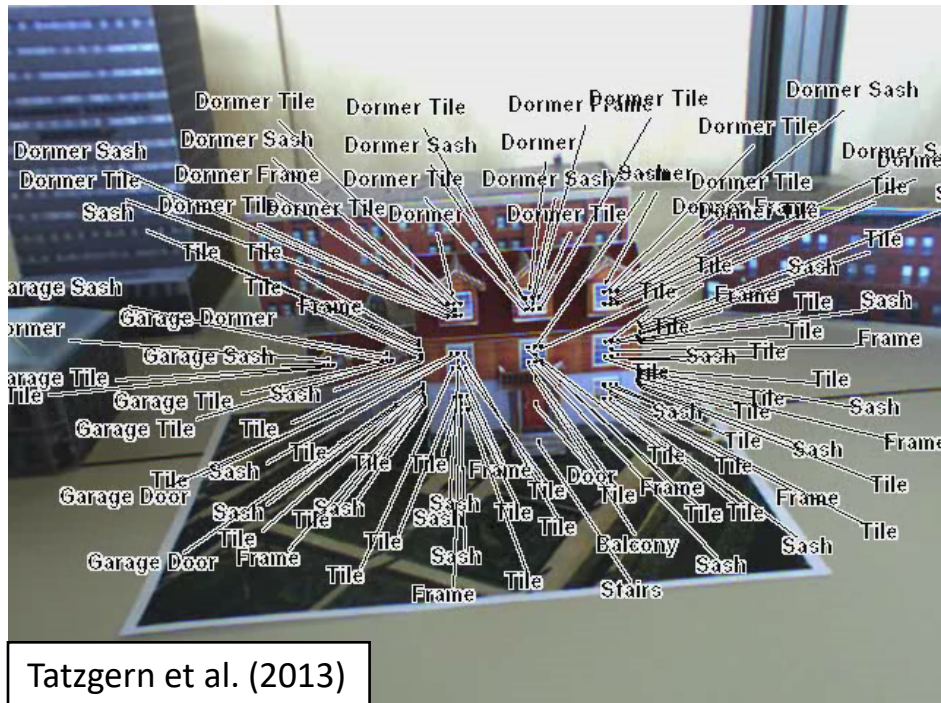 Dormer Sash
Dormer Tile
Dormer Tile
Dormer Frame
Dormer Tile
Dormer Tile
Dormer Sash
Dormer Sash
Dormer
Dormer Sash
Dormer Tile
Dormer Frame
Dormer Tile
Dormer Sash
Dormer Tile
Tile
Sash
Dormer Tile
Dormer Tile
Dormer
Dormer Tile
Dormer Frame
Dormer Tile
Tile
Tile
Tile
Tile
Sash
Garage Sash
Tile
Frame
Tile
Frame
Tile
Sash
Garage Dormer
Tile
Tile
Frame
Garage Sash
Sash
Tile
Garage Tile
Tile
Garage Tile
Sash
Tile
Tile
Garage Tile
Tile
Sash
Tile
Sash
Frame
Tile
Sash
Tile
Tile
Tile
Frame
Tile
Tile
Sash
Tile
Sash
Door
Tile
Frame
Tile
Garage Door
Sash
Sash
Sash
Tile
Tile
Tile
Frame
Tile
Sash
Tile
Tile
Tile
Tile
Garage Door
Frame
Tile
Sash
Balcony
Sash
Sash
Tile
Frame
Tile
Stairs
Tatzgern et al. (2013)